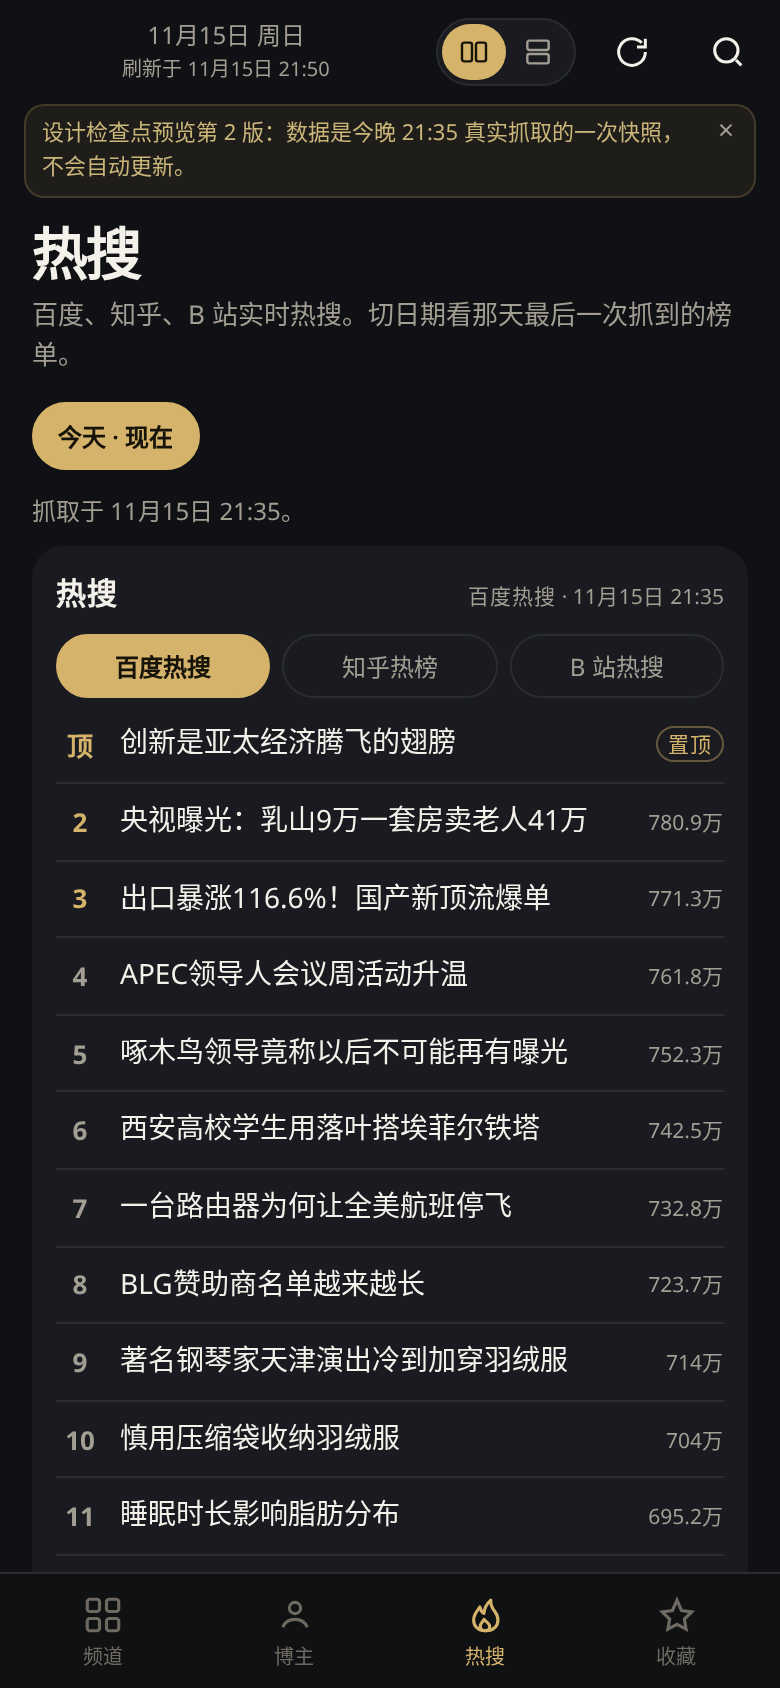 11月15日 周日
刷新于 11月15日 21:50
设计检查点预览第 2 版：数据是今晚 21:35 真实抓取的一次快照，
不会自动更新。
热搜
百度、知乎、B 站实时热搜。切日期看那天最后一次抓到的榜
单。
今天 · 现在
抓取于 11月15日 21:35。
热搜
百度热搜 · 11月15日 21:35
百度热搜
知乎热榜
B 站热搜
顶 创新是亚太经济腾飞的翅膀 置顶
2 央视曝光：乳山9万一套房卖老人41万 780.9万
3 出口暴涨116.6%！国产新顶流爆单 771.3万
4 APEC领导人会议周活动升温 761.8万
5 啄木鸟领导竟称以后不可能再有曝光 752.3万
6 西安高校学生用落叶搭埃菲尔铁塔 742.5万
7 一台路由器为何让全美航班停飞 732.8万
8 BLG赞助商名单越来越长 723.7万
9 著名钢琴家天津演出冷到加穿羽绒服 714万
10 慎用压缩袋收纳羽绒服 704万
11 睡眠时长影响脂肪分布 695.2万
频道
博主
热搜
收藏